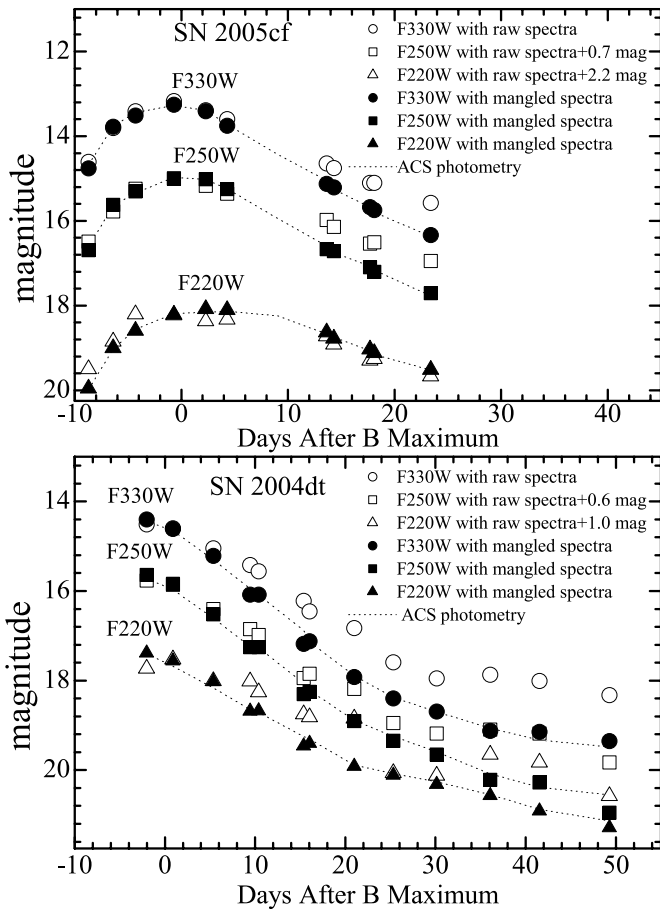 SN 2005cf
F330W with raw spectra
F250W with raw spectra+0.7 mag
F220W with raw spectra+2.2 mag
F330W with mangled spectra
F250W with mangled spectra
F220W with mangled spectra
ACS photometry
F330W
F250W
F220W
magnitude
12
14
16
18
20
-10 0 10 20 30 40
Days After B Maximum
SN 2004dt
F330W with raw spectra
F250W with raw spectra+0.6 mag
F220W with raw spectra+1.0 mag
F330W with mangled spectra
F250W with mangled spectra
F220W with mangled spectra
ACS photometry
F330W
F250W
F220W
magnitude
14
16
18
20
-10 0 10 20 30 40 50
Days After B Maximum